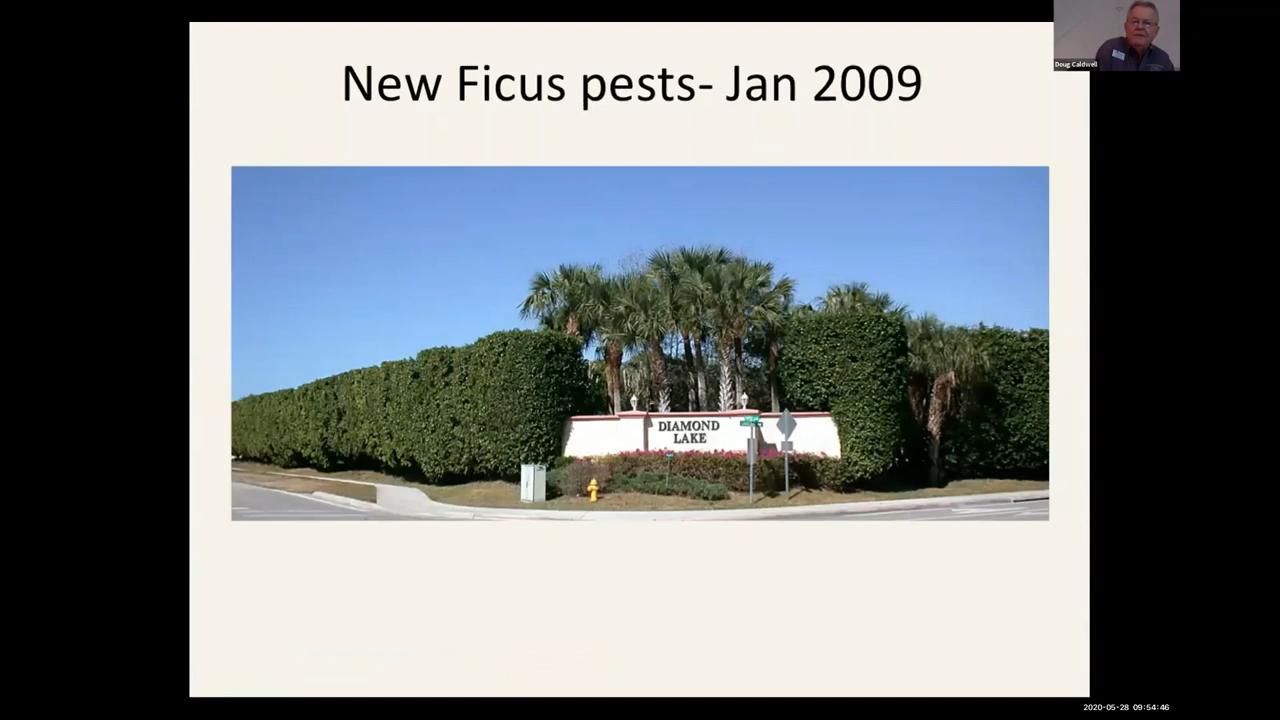 New Ficus pests- Jan 2009
Doug Caldwell
DIAMOND
LAKE
2020-05-28 09:54:46